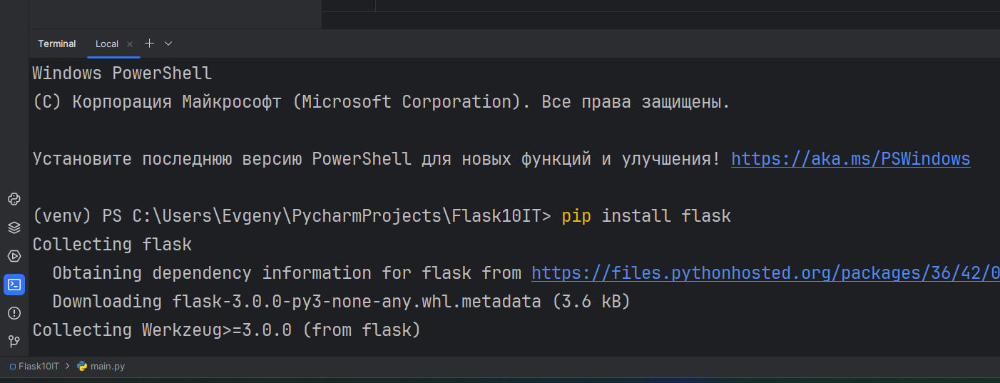 Terminal Local
Windows PowerShell
(C) Корпорация Майкрософт (Microsoft Corporation). Все права защищены.
Установите последнюю версию PowerShell для новых функций и улучшения! https://aka.ms/PSWindows
(venv) PS C:\Users\Evgeny\PycharmProjects\Flask10IT> pip install flask
Collecting flask
Obtaining dependency information for flask from https://files.pythonhosted.org/packages/36/42/0
Downloading flask-3.0.0-py3-none-any.whl.metadata (3.6 kB)
Collecting Werkzeug>=3.0.0 (from flask)
Flask10IT > main.py